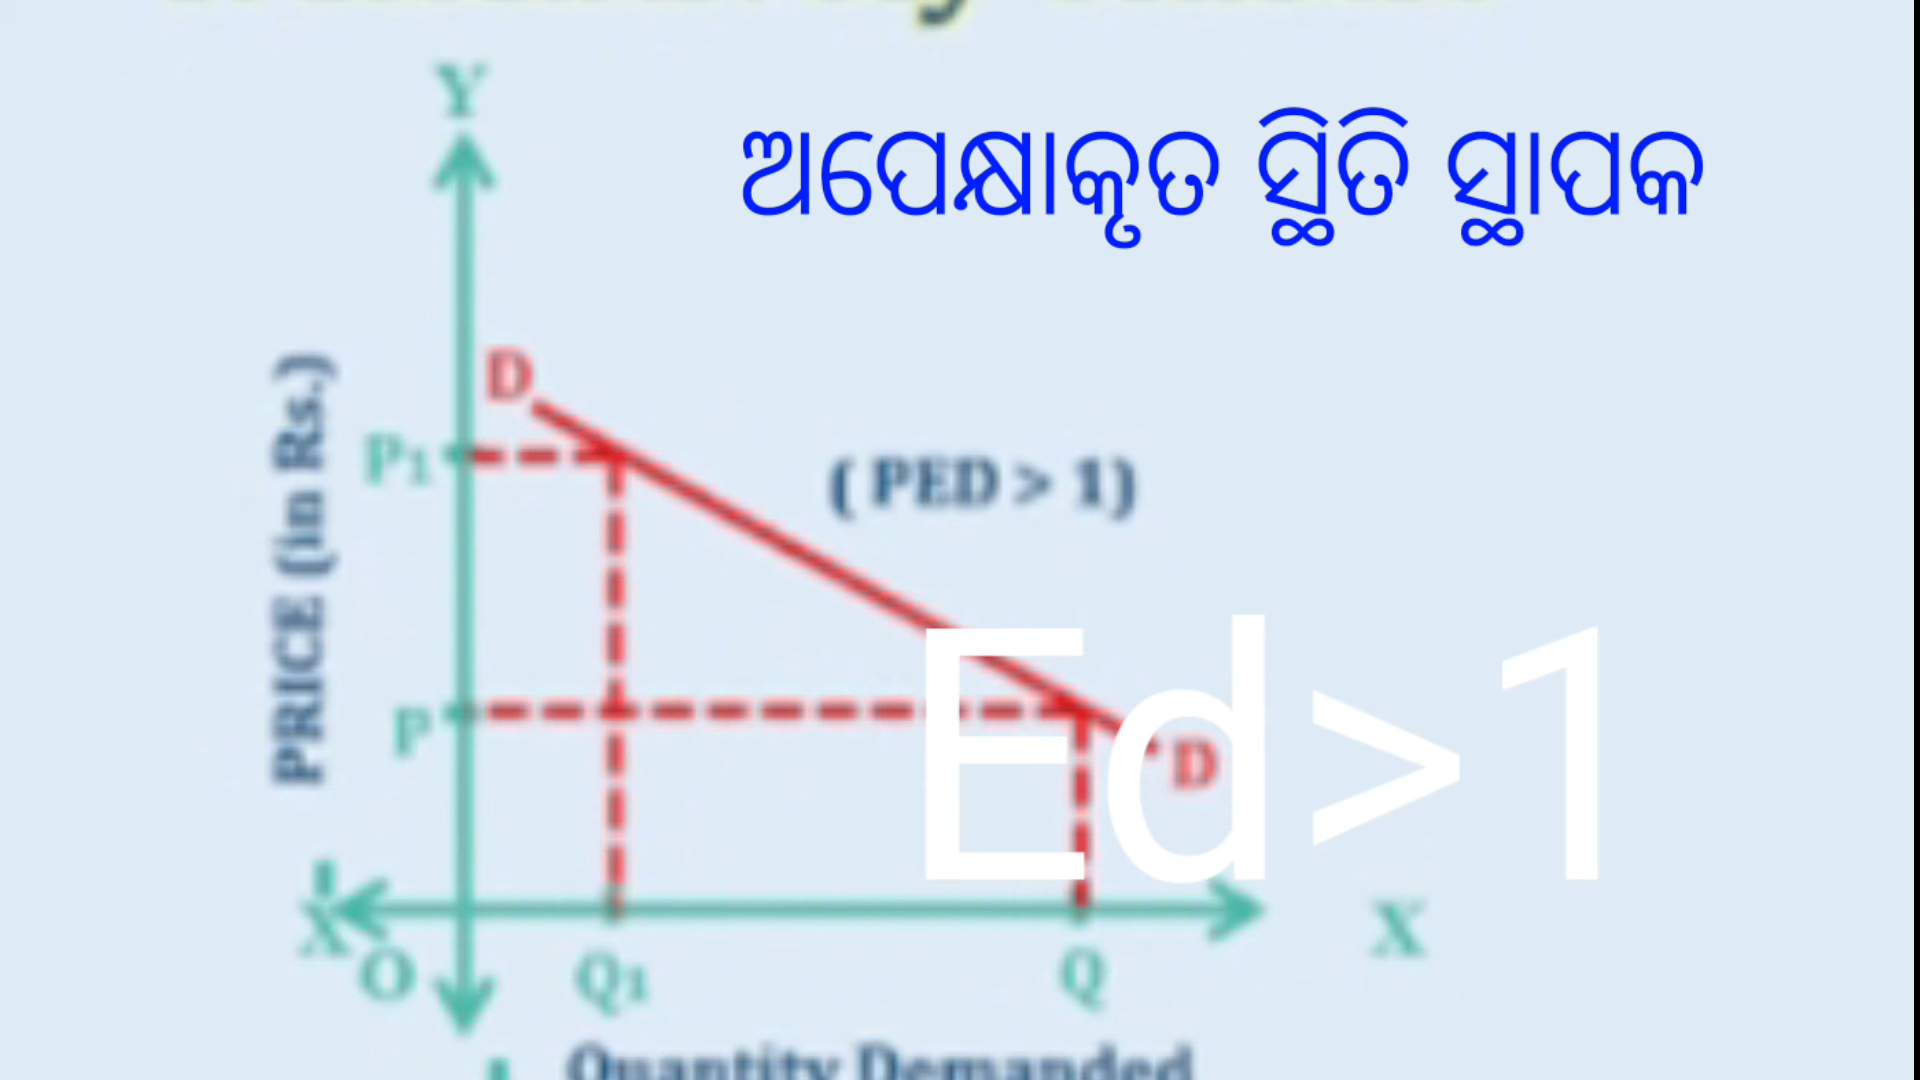 Y
ଅପେକ୍ଷାକୃତ ସ୍ଥିତି ସ୍ଥାପକ
PRICE (in Rs.)
D
P1
( PED > 1)
Ed>1
P
D
X
O
Q1
Q
X
Quantity Demanded